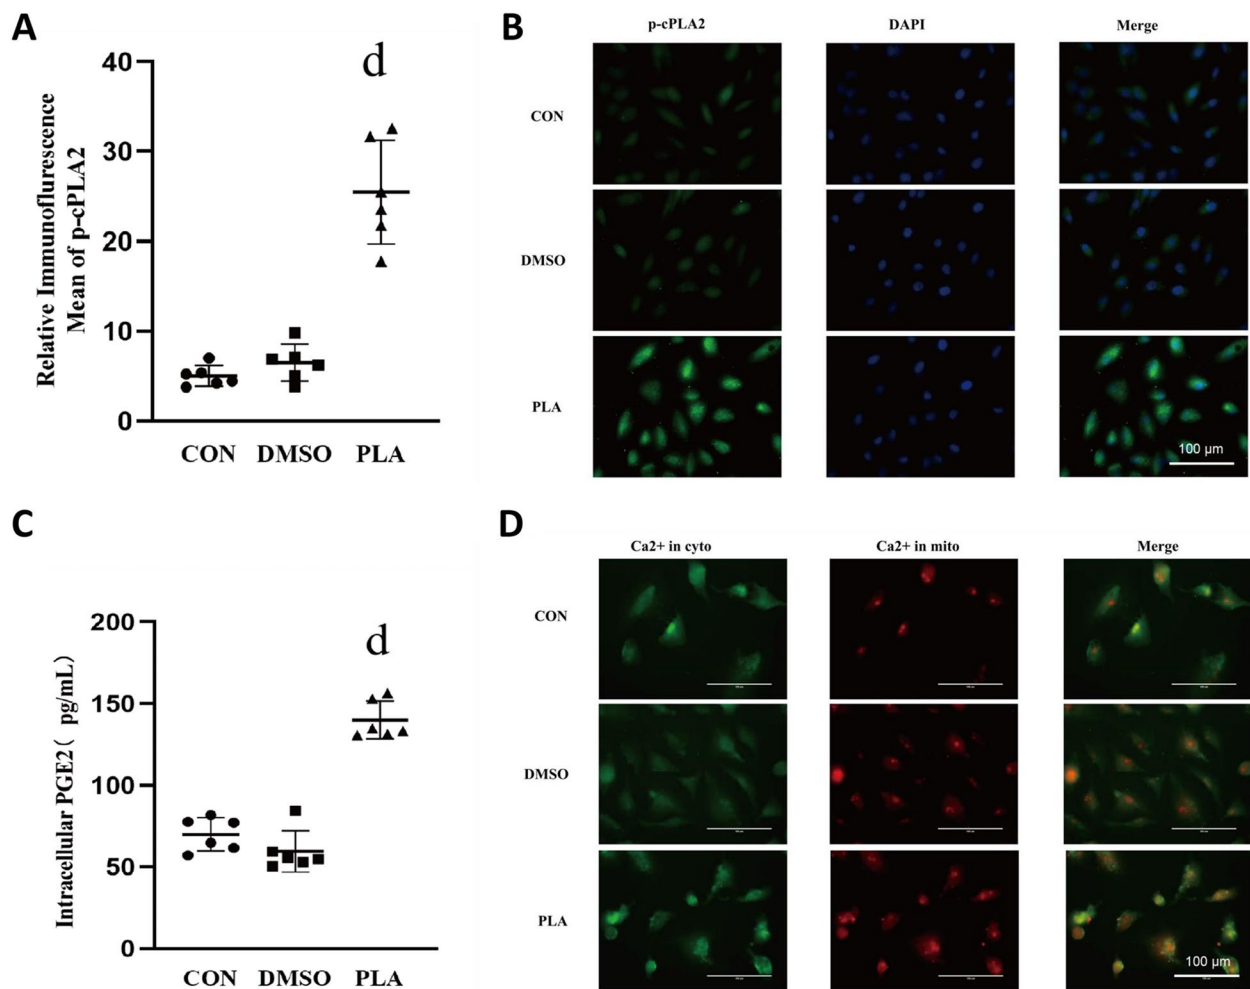 A
40
30
20
10
0
Relative Immunoflurescence
Mean of p-cPLA2
d
CON DMSO PLA
B
p-cPLA2 DAPI Merge
CON
DMSO
PLA
100 µm
C
200
150
100
50
0
Intracellular PGE2( pg/mL)
d
CON DMSO PLA
D
Ca2+ in cyto Ca2+ in mito Merge
CON
DMSO
PLA
100 µm